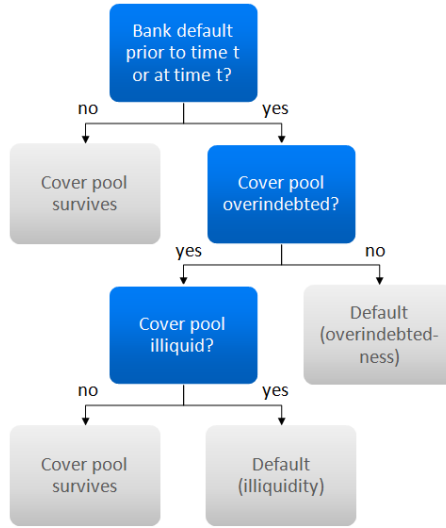 Bank default
prior to time t
or at time t?
no
yes
Cover pool
survives
Cover pool
overindebted?
yes
no
Cover pool
illiquid?
Default
(overindebted-
ness)
no
yes
Cover pool
survives
Default
(illiquidity)